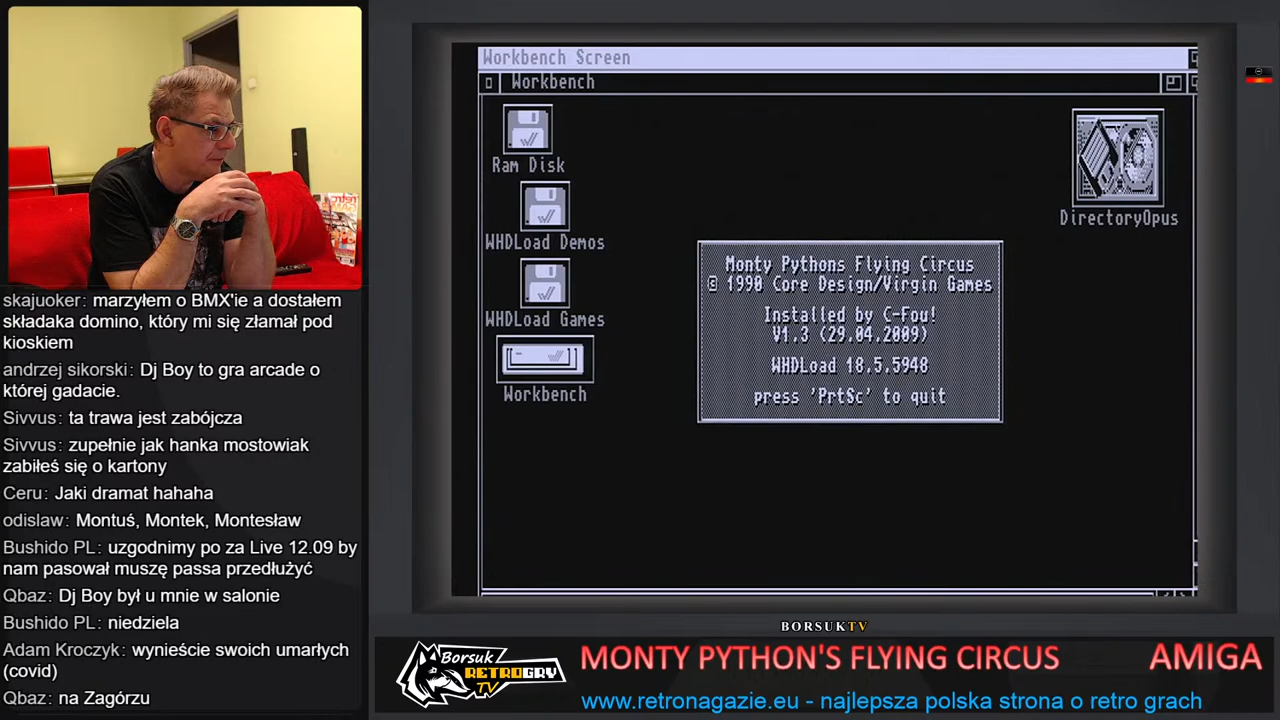 skajuoker: marzyłem o BMX'ie a dostałem
składaka domino, który mi się złamał pod
kioskiem
andrzej sikorski: Dj Boy to gra arcade o
której gadacie.
Sivvus: ta trawa jest zabójcza
Sivvus: zupełnie jak hanka mostowiak
zabiłeś się o kartony
Ceru: Jaki dramat hahaha
odislaw: Montuś, Montek, Montesław
Bushido PL: uzgodnimy po za Live 12.09 by
nam pasował muszę passa przedłużyć
Qbaz: Dj Boy był u mnie w salonie
Bushido PL: niedziela
Adam Kroczyk: wynieście swoich umarłych
(covid)
Qbaz: na Zagórzu
Workbench Screen
Workbench
Ram Disk
WHDLoad Demos
WHDLoad Games
Workbench
DirectoryOpus
Monty Pythons Flying Circus
© 1990 Core Design/Virgin Games
Installed by C-Fou!
V1.3 (29.04.2009)
WHDLoad 18.5.5948
press 'PrtSc' to quit
BORSUKTV
Borsuk
RETROGRY
TV
MONTY PYTHON'S FLYING CIRCUS
AMIGA
www.retronagazie.eu - najlepsza polska strona o retro grach